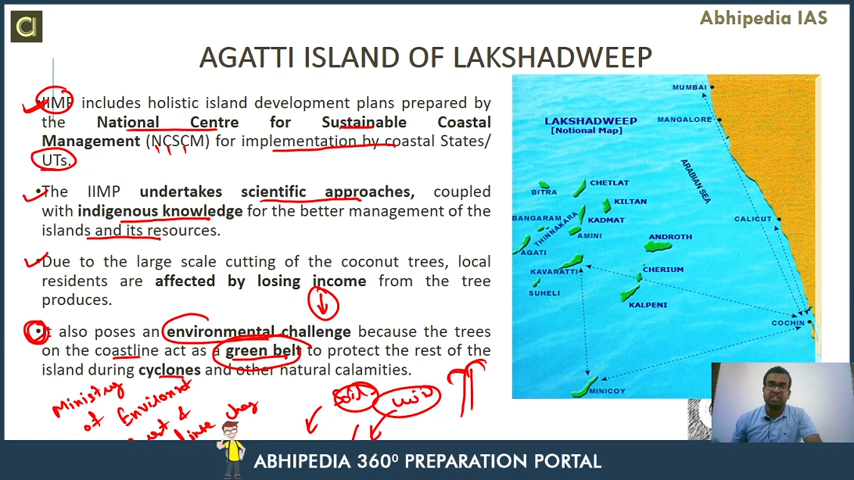 Abhipedia IAS
AGATTI ISLAND OF LAKSHADWEEP
IIMP includes holistic island development plans prepared by
the National Centre for Sustainable Coastal
Management (NCSCM) for implementation by coastal States/
UTs.
•The IIMP undertakes scientific approaches, coupled
with indigenous knowledge for the better management of the
islands and its resources.
Due to the large scale cutting of the coconut trees, local
residents are affected by losing income from the tree
produces.
•It also poses an environmental challenge because the trees
on the coastline act as a green belt to protect the rest of the
island during cyclones and other natural calamities.
Ministry
of
LAKSHADWEEP
[Notional Map]
MUMBAI
MANGALORE
ARABIAN SEA
CHETLAT
BITRA
KILTAN
BANGARAM
THINNAKARA
KADMAT
AMINI
CALICUT
ANDROTH
AGATI
KAVARATTI
CHERIUM
SUHELI
KALPENI
COCHIN
MINICOY
ABHIPEDIA 360⁰ PREPARATION PORTAL